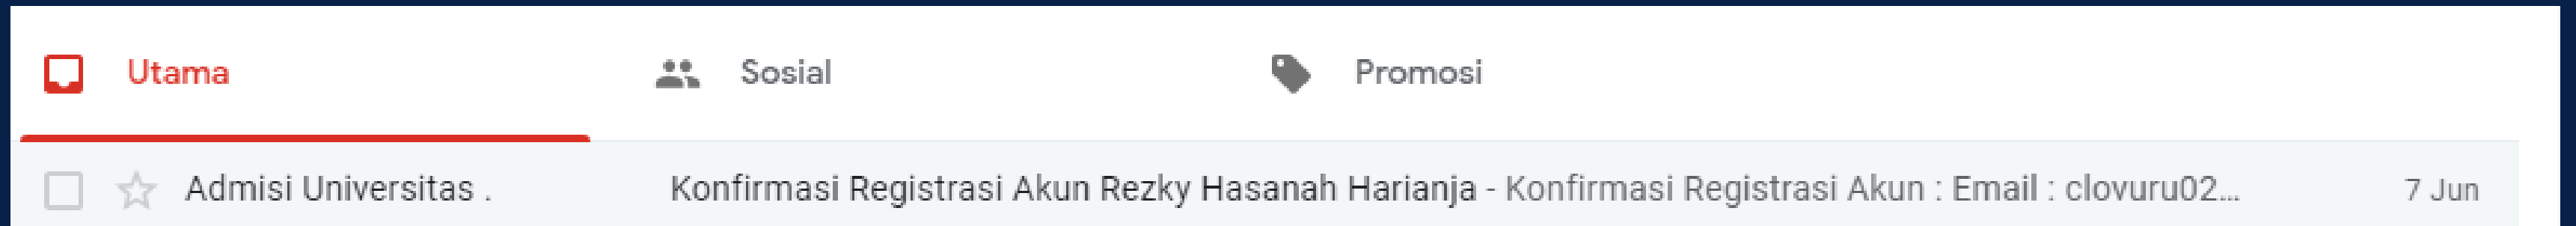 Utama Sosial Promosi
Admisi Universitas . Konfirmasi Registrasi Akun Rezky Hasanah Harianja - Konfirmasi Registrasi Akun : Email : clovuru02... 7 Jun